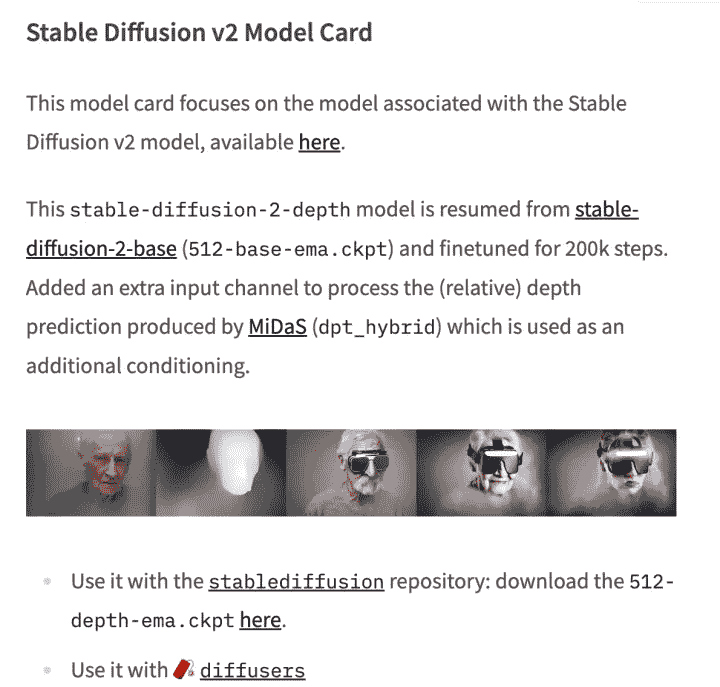 Stable Diffusion v2 Model Card
This model card focuses on the model associated with the Stable
Diffusion v2 model, available here.
This stable-diffusion-2-depth model is resumed from stable-
diffusion-2-base (512-base-ema.ckpt) and finetuned for 200k steps.
Added an extra input channel to process the (relative) depth
prediction produced by MiDaS (dpt_hybrid) which is used as an
additional conditioning.
Use it with the stablediffusion repository: download the 512-
depth-ema.ckpt here.
Use it with 🧨 diffusers